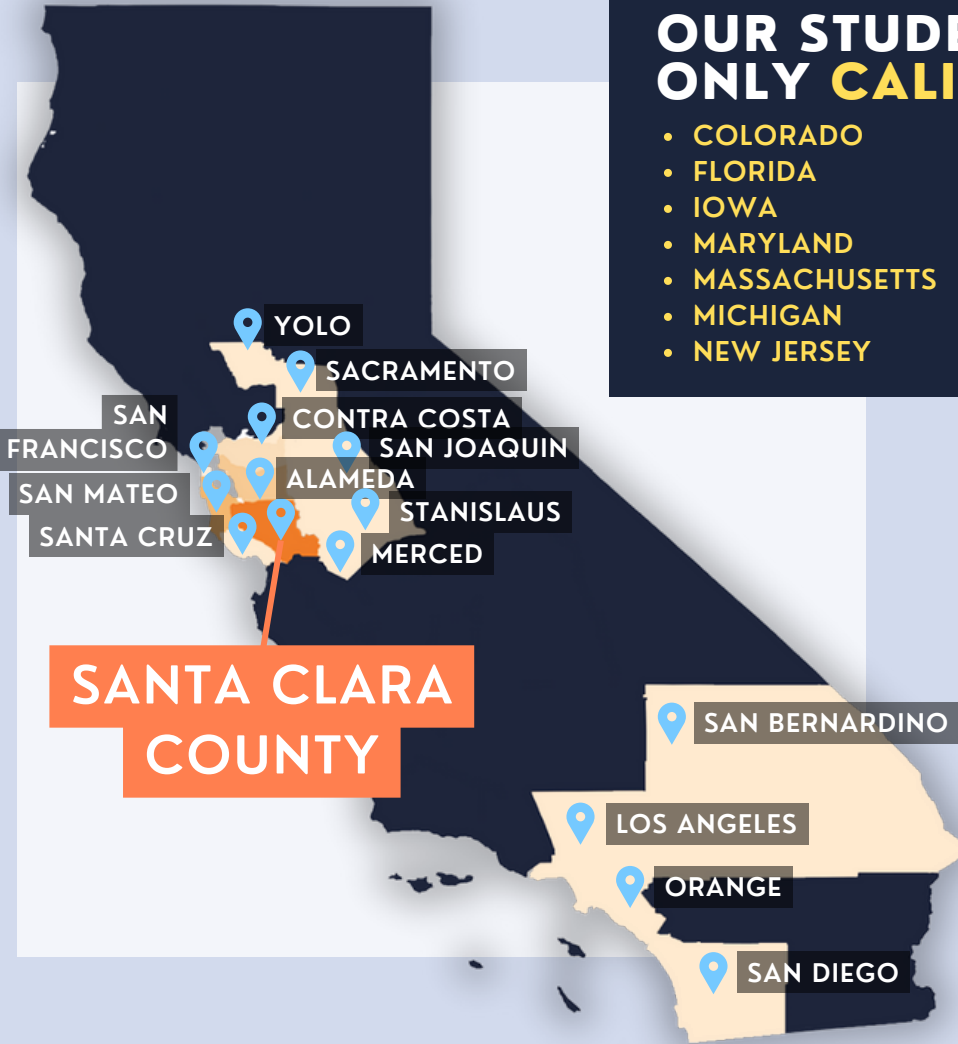 OUR STUDE
ONLY CALI
• COLORADO
• FLORIDA
• IOWA
• MARYLAND
• MASSACHUSETTS
• MICHIGAN
• NEW JERSEY
YOLO
SACRAMENTO
SAN
FRANCISCO
CONTRA COSTA
SAN JOAQUIN
SAN MATEO
ALAMEDA
STANISLAUS
SANTA CRUZ
MERCED
SANTA CLARA
COUNTY
SAN BERNARDINO
LOS ANGELES
ORANGE
SAN DIEGO